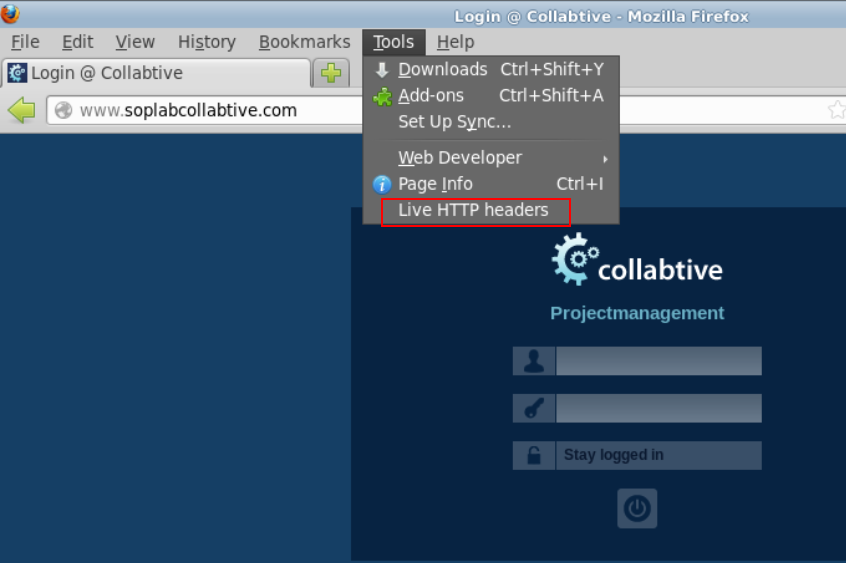 Login @ Collabtive - Mozilla Firefox
File Edit View History Bookmarks Tools Help
Login @ Collabtive
www.soplabcollabtive.com
Downloads Ctrl+Shift+Y
Add-ons Ctrl+Shift+A
Set Up Sync...
Web Developer
Page Info Ctrl+I
Live HTTP headers
collabtive
Projectmanagement
Stay logged in